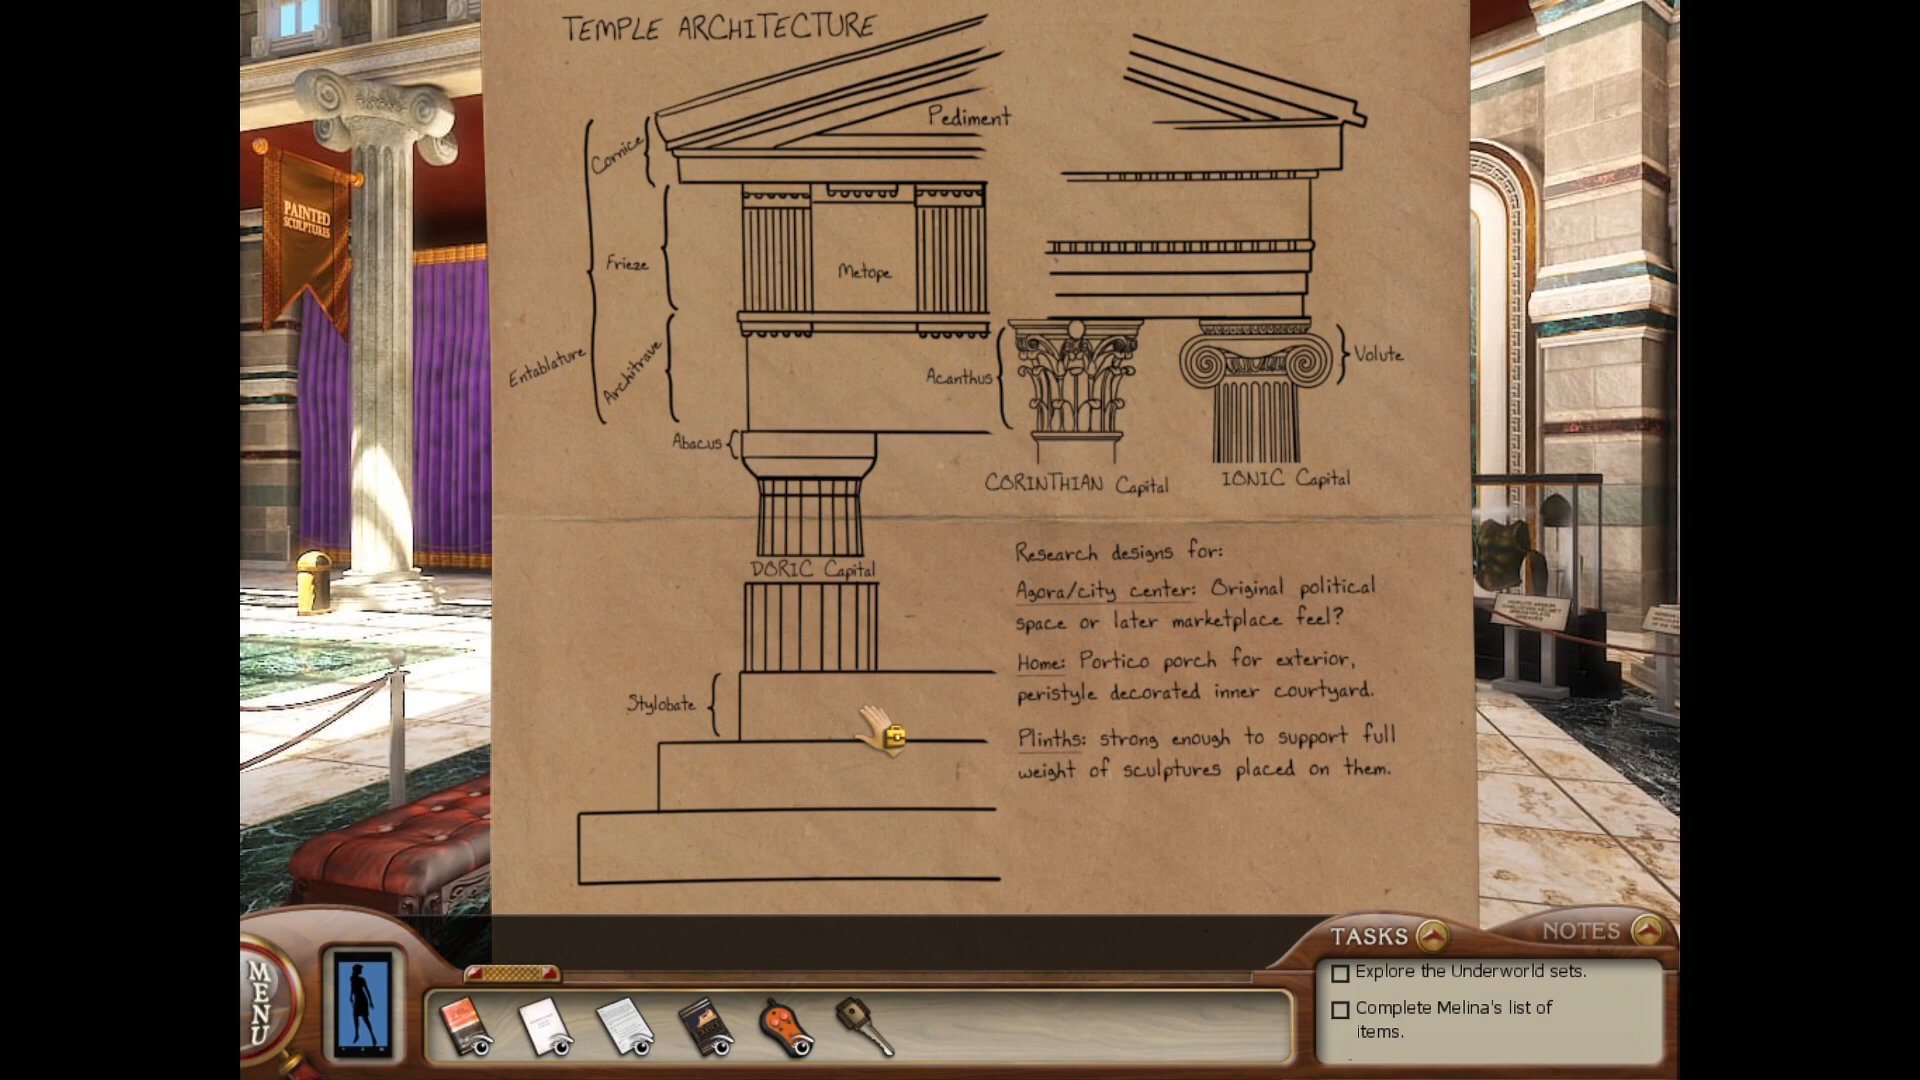 TEMPLE ARCHITECTURE
Pediment
Cornice
PAINTED
SCULPTURES
Frieze
Metope
Entablature
Architrave
Acanthus
Volute
Abacus
CORINTHIAN Capital
IONIC Capital
DORIC Capital
Research designs for:
Agora/city center: Original political
space or later marketplace feel?
Home: Portico porch for exterior,
peristyle decorated inner courtyard.
Stylobate
Plinths: strong enough to support full
weight of sculptures placed on them.
MENU
TASKS
NOTES
Explore the Underworld sets.
Complete Melina's list of
items.